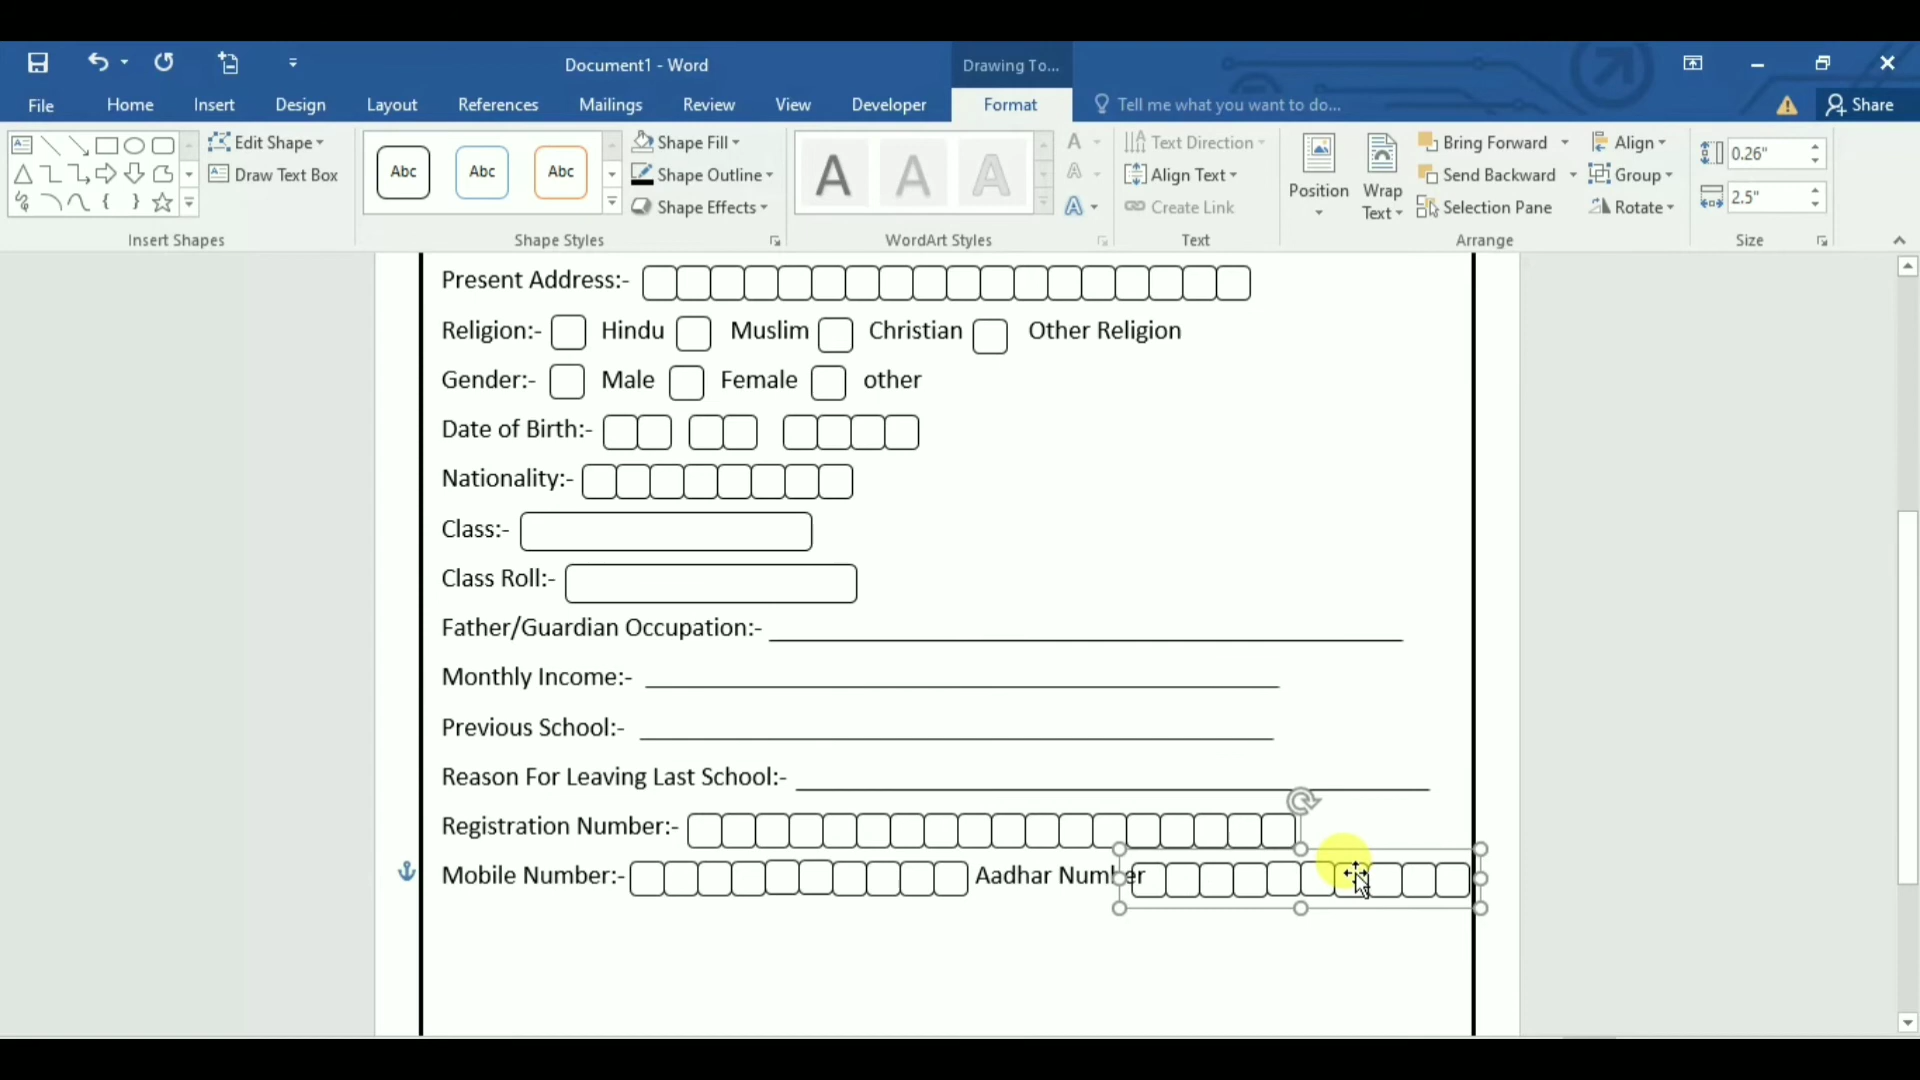 Document1 - Word
Drawing To...
File
Home
Insert
Design
Layout
References
Mailings
Review
View
Developer
Format
Tell me what you want to do...
Share
Edit Shape
Draw Text Box
Insert Shapes
Abc
Abc
Abc
Shape Fill
Shape Outline
Shape Effects
Shape Styles
A
A
A
WordArt Styles
A
A
A
Text Direction
Align Text
Create Link
Text
Position
Wrap
Text
Bring Forward
Send Backward
Selection Pane
Align
Group
Rotate
Arrange
0.26"
2.5"
Size
Present Address:-
Religion:- Hindu Muslim Christian Other Religion
Gender:- Male Female other
Date of Birth:-
Nationality:-
Class:-
Class Roll:-
Father/Guardian Occupation:-
Monthly Income:-
Previous School:-
Reason For Leaving Last School:-
Registration Number:-
Mobile Number:- Aadhar Number